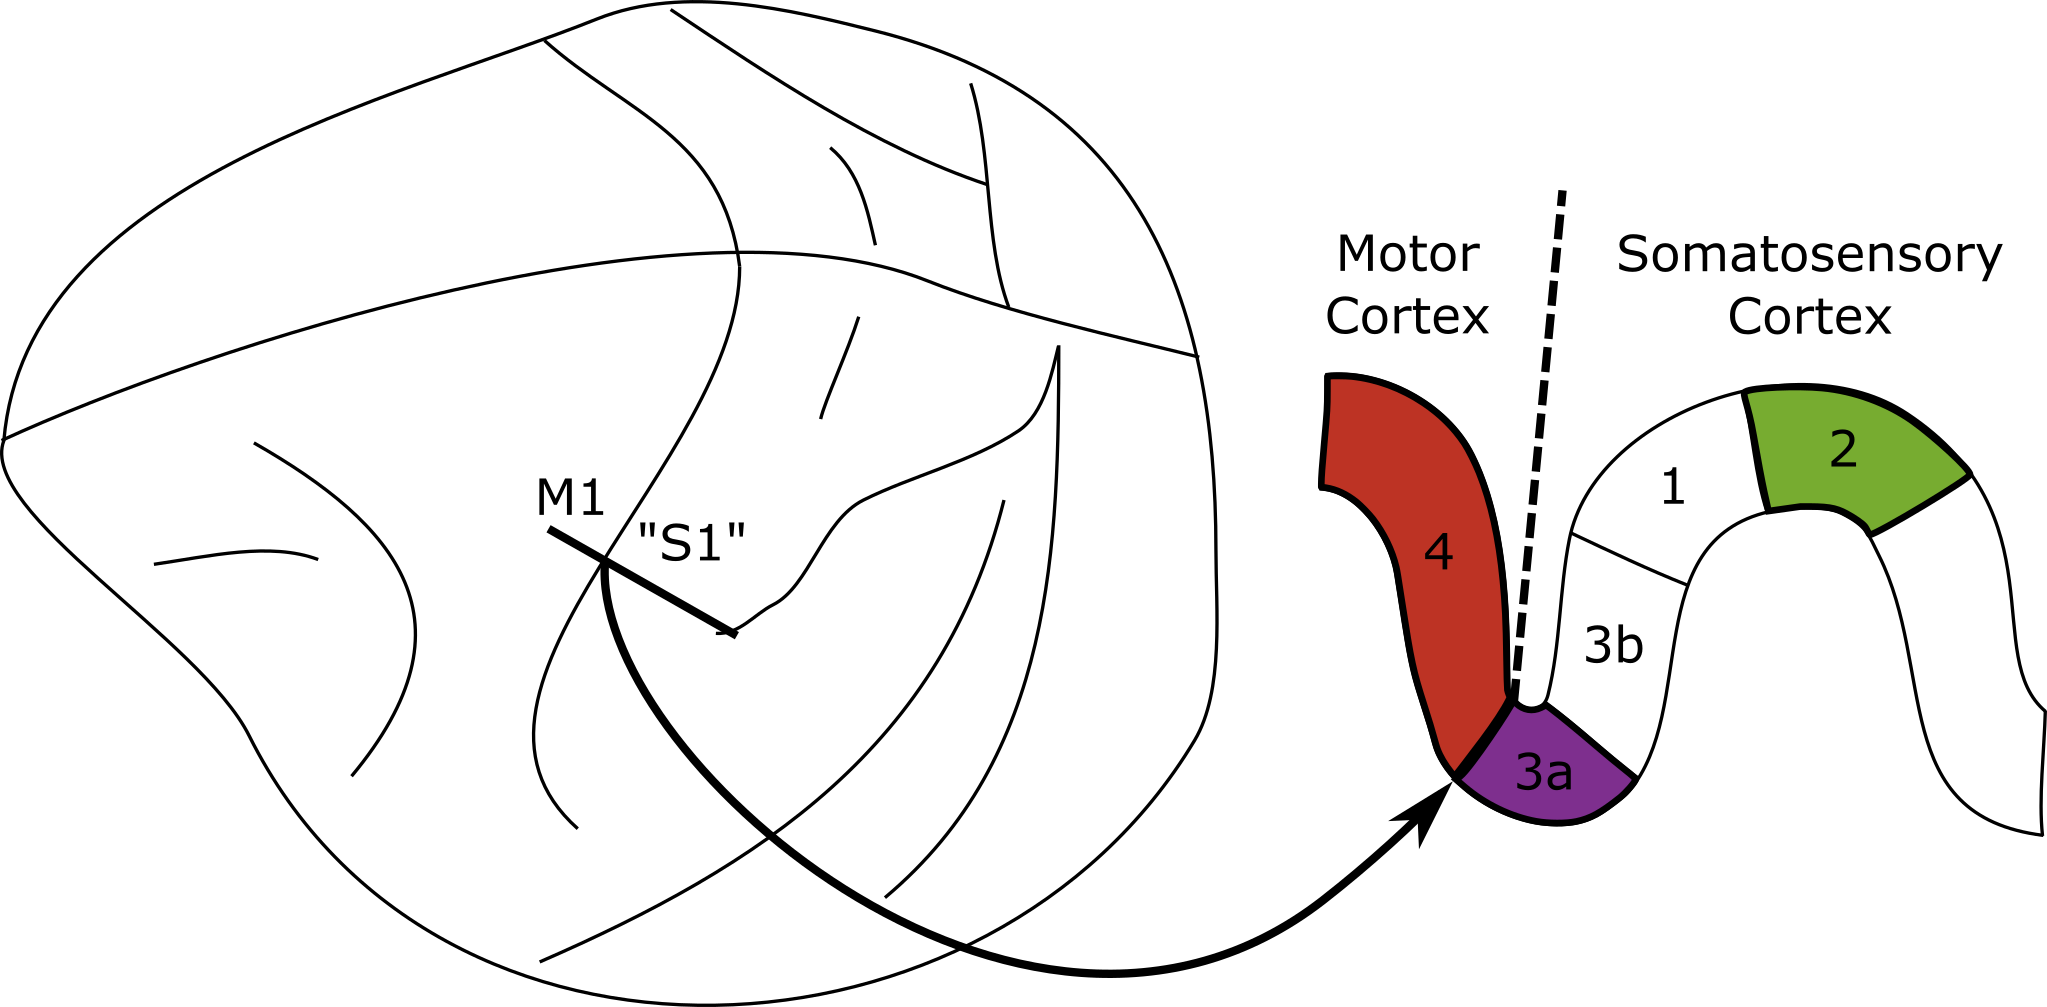 M1
"S1"
Motor
Cortex
Somatosensory
Cortex
4
3a
3b
1
2